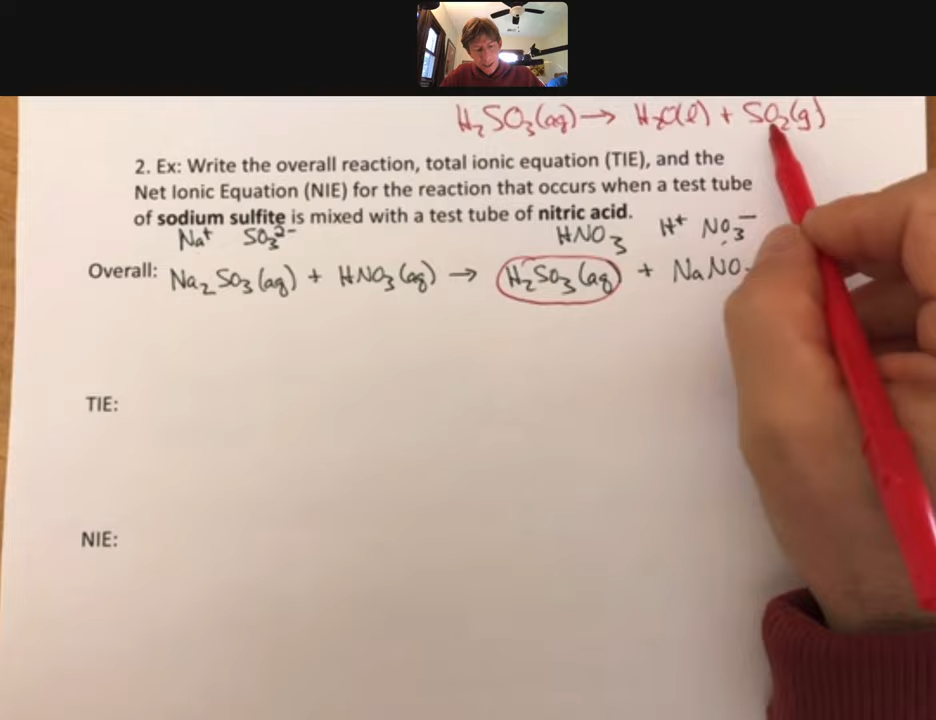 H₂SO₃(aq) → H₂O(l) + SO₂(g)
2. Ex: Write the overall reaction, total ionic equation (TIE), and the
Net Ionic Equation (NIE) for the reaction that occurs when a test tube
of sodium sulfite is mixed with a test tube of nitric acid.
Na⁺ SO₃²⁻ HNO₃ H⁺ NO₃⁻
Overall: Na₂SO₃(aq) + HNO₃(aq) → H₂SO₃(aq) + NaNO
TIE:
NIE: